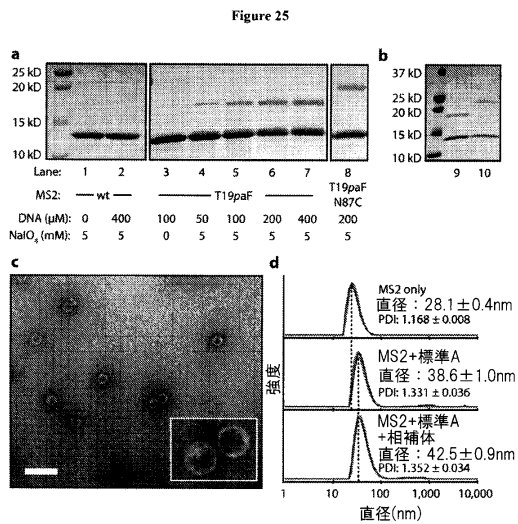 Figure 25
a
b
25 kD
20 kD
15 kD
10 kD
37 kD
25 kD
20 kD
15 kD
10 kD
Lane: 1 2 3 4 5 6 7 8 9 10
MS2: wt T19paF T19paF
N87C
DNA (μM): 0 400 100 50 100 200 400 200
NaIO₄ (mM): 5 5 0 5 5 5 5 5
c
d
MS2 only
直径：28.1±0.4nm
PDI: 1.168±0.008
MS2+標準A
直径：38.6±1.0nm
PDI: 1.331±0.036
MS2+標準A
+相補体
直径：42.5±0.9nm
PDI: 1.352±0.034
強度
1 10 100 1,000 10,000
直径(nm)